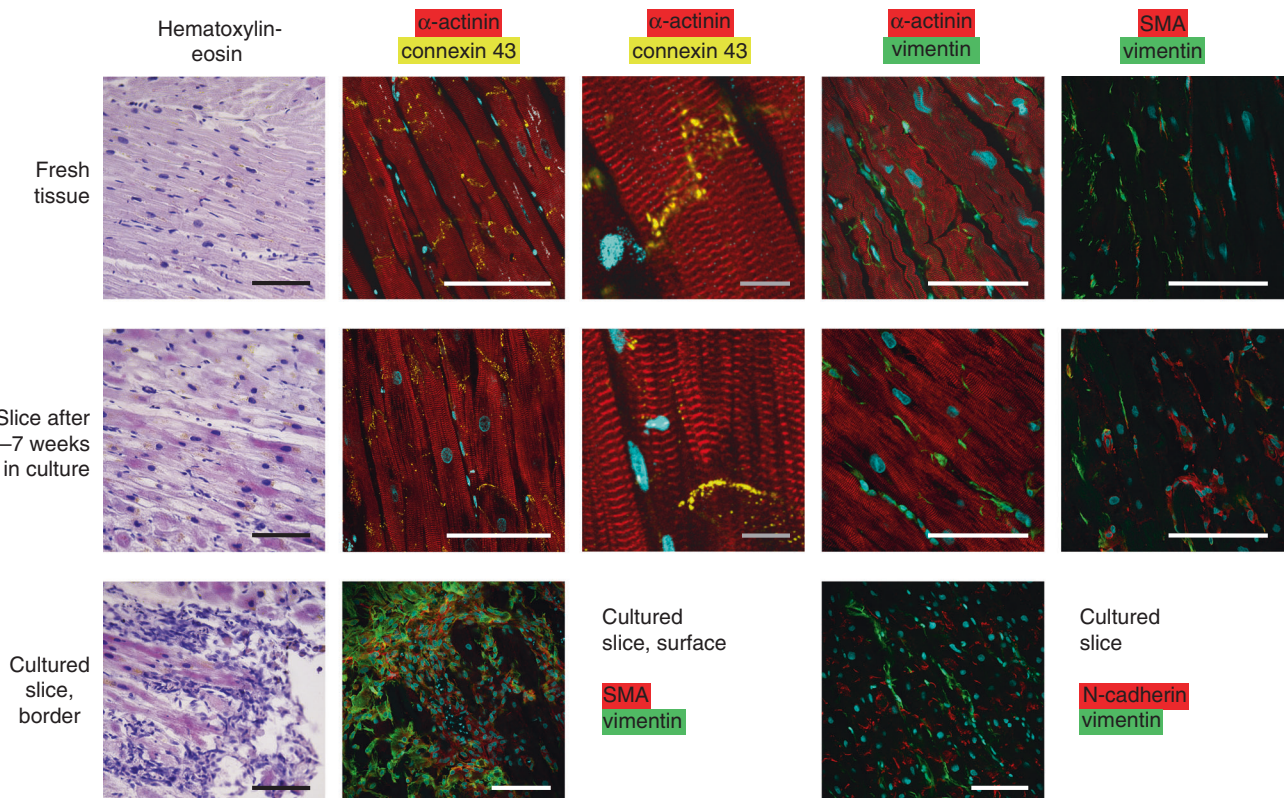 Hematoxylin-
eosin
α-actinin
connexin 43
α-actinin
connexin 43
α-actinin
vimentin
SMA
vimentin
Fresh
tissue
Slice after
–7 weeks
in culture
Cultured
slice,
border
Cultured
slice, surface
SMA
vimentin
Cultured
slice
N-cadherin
vimentin